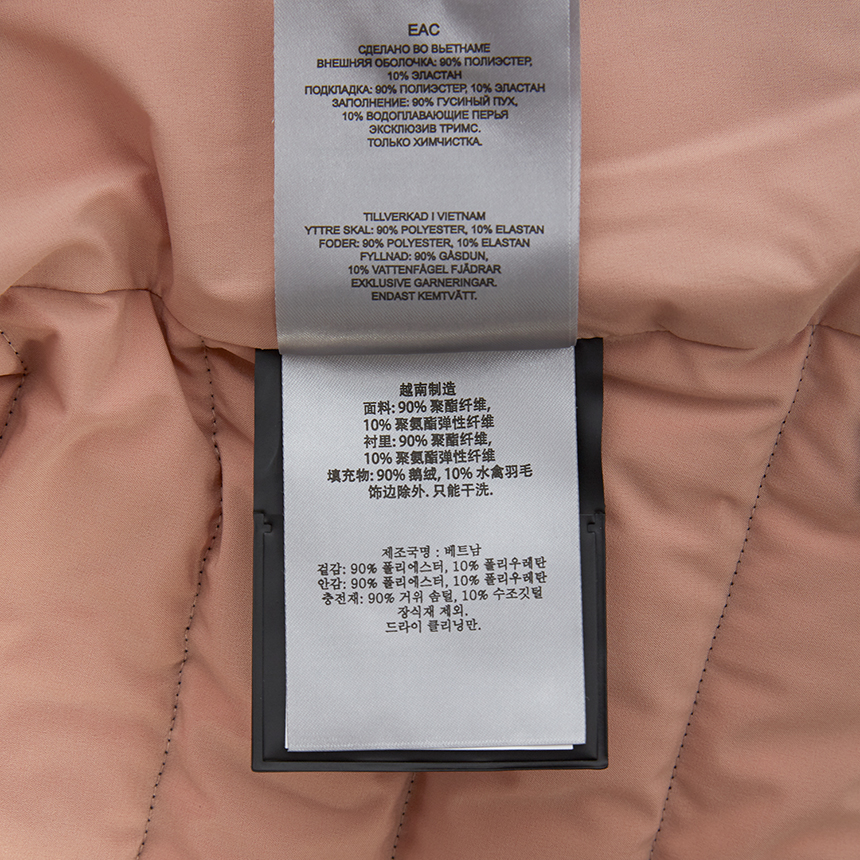 EAC
СДЕЛАНО ВО ВЬЕТНАМЕ
ВНЕШНЯЯ ОБОЛОЧКА: 90% ПОЛИЭСТЕР,
10% ЭЛАСТАН
ПОДКЛАДКА: 90% ПОЛИЭСТЕР, 10% ЭЛАСТАН
ЗАПОЛНЕНИЕ: 90% ГУСИНЫЙ ПУХ,
10% ВОДОПЛАВАЮЩИЕ ПЕРЬЯ
ЭКСКЛЮЗИВ ТРИМС.
ТОЛЬКО ХИМЧИСТКА.
TILLVERKAD I VIETNAM
YTTRE SKAL: 90% POLYESTER, 10% ELASTAN
FODER: 90% POLYESTER, 10% ELASTAN
FYLLNAD: 90% GÅSDUN,
10% VATTENFÅGEL FJÄDRAR
EXKLUSIVE GARNERINGAR.
ENDAST KEMTVÄTT.
越南制造
面料: 90% 聚酯纤维,
10% 聚氨酯弹性纤维
衬里: 90% 聚酯纤维,
10% 聚氨酯弹性纤维
填充物: 90% 鹅绒, 10% 水禽羽毛
饰边除外. 只能干洗.
제조국명 : 베트남
겉감: 90% 폴리에스터, 10% 폴리우레탄
안감: 90% 폴리에스터, 10% 폴리우레탄
충전재: 90% 거위 솜털, 10% 수조깃털
장식재 제외.
드라이 클리닝만.